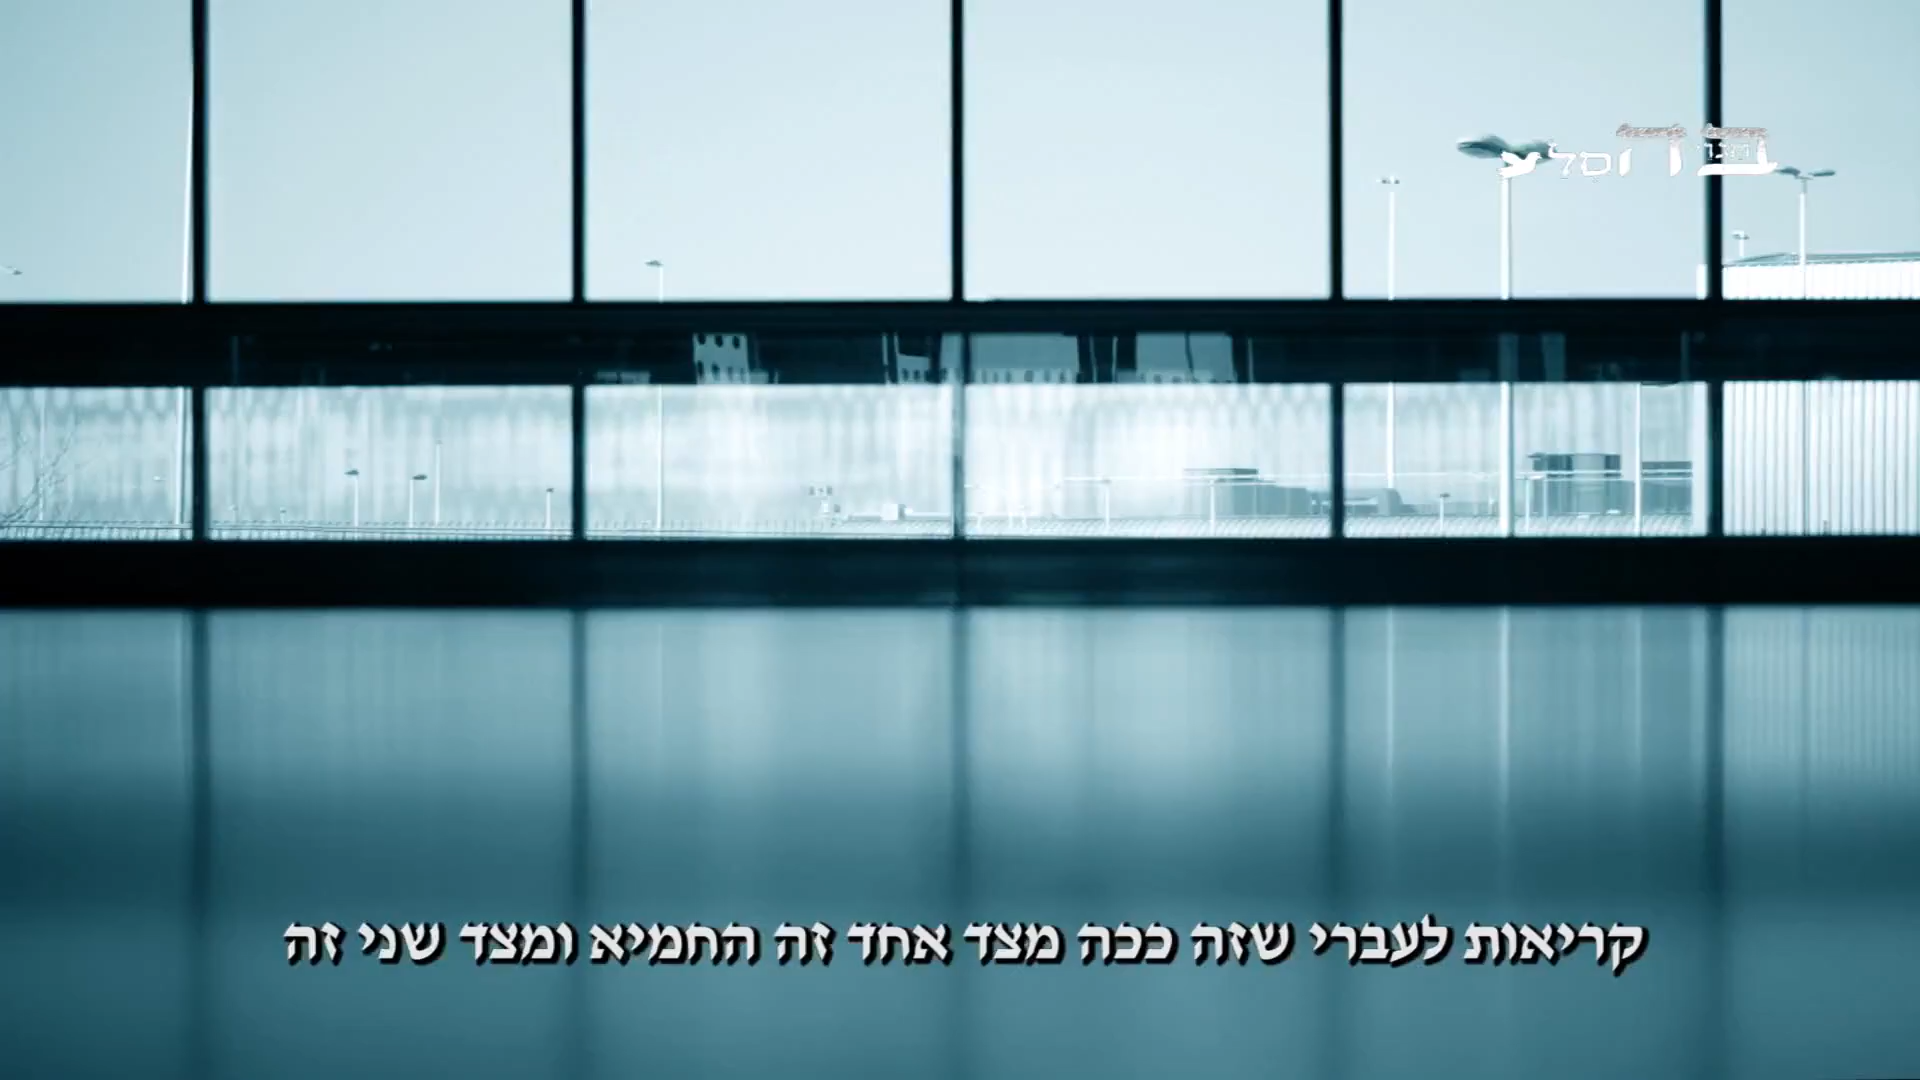 קריאות לעברי שזה ככה מצד אחד זה החמיא ומצד שני זה